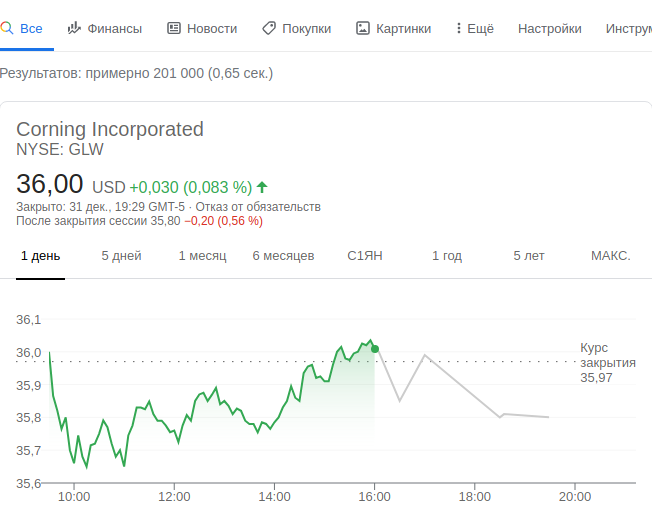 Все Финансы Новости Покупки Картинки Ещё Настройки Инструм
Результатов: примерно 201 000 (0,65 сек.)
Corning Incorporated
NYSE: GLW
36,00 USD +0,030 (0,083 %)
Закрыто: 31 дек., 19:29 GMT-5 · Отказ от обязательств
После закрытия сессии 35,80 −0,20 (0,56 %)
1 день 5 дней 1 месяц 6 месяцев С1ЯН 1 год 5 лет МАКС.
36,1
36,0
35,9
35,8
35,7
35,6
Курс
закрытия
35,97
10:00 12:00 14:00 16:00 18:00 20:00